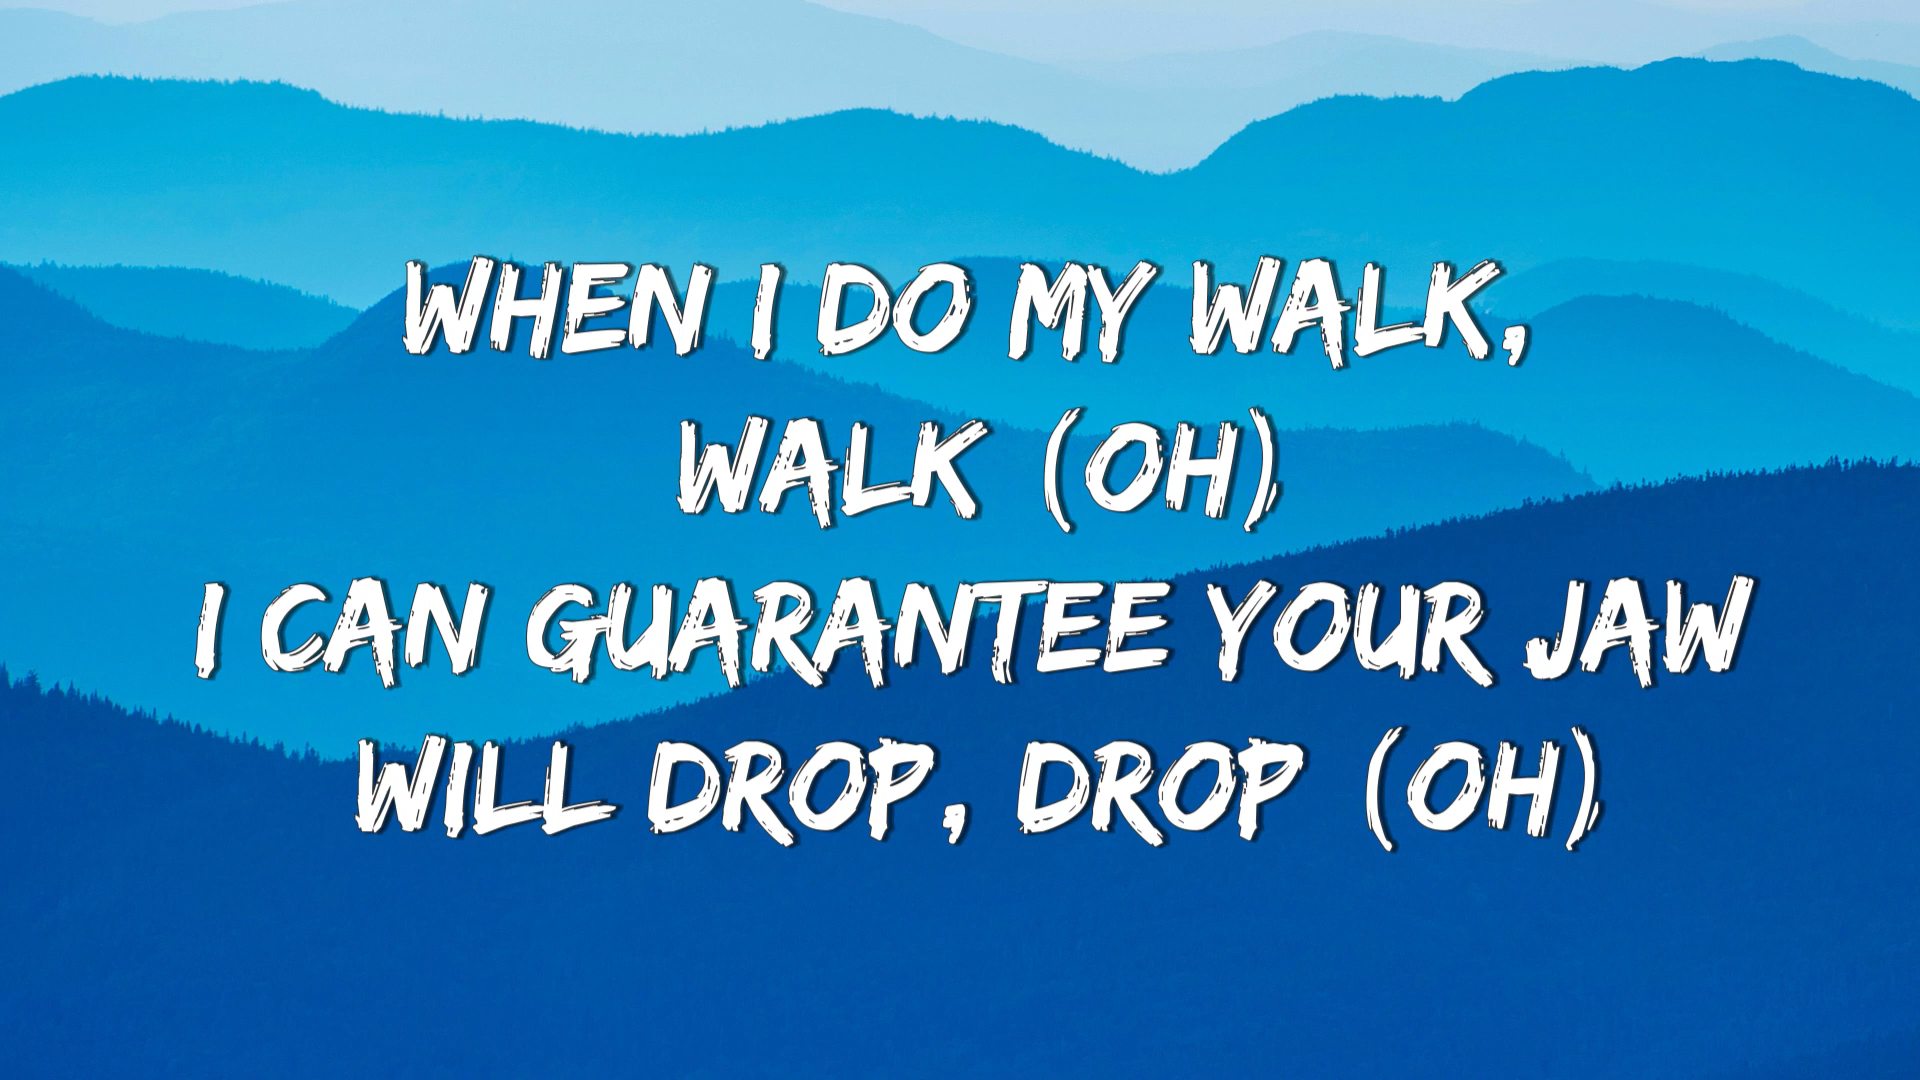 WHEN I DO MY WALK,
WALK (OH)
I CAN GUARANTEE YOUR JAW
WILL DROP, DROP (OH)